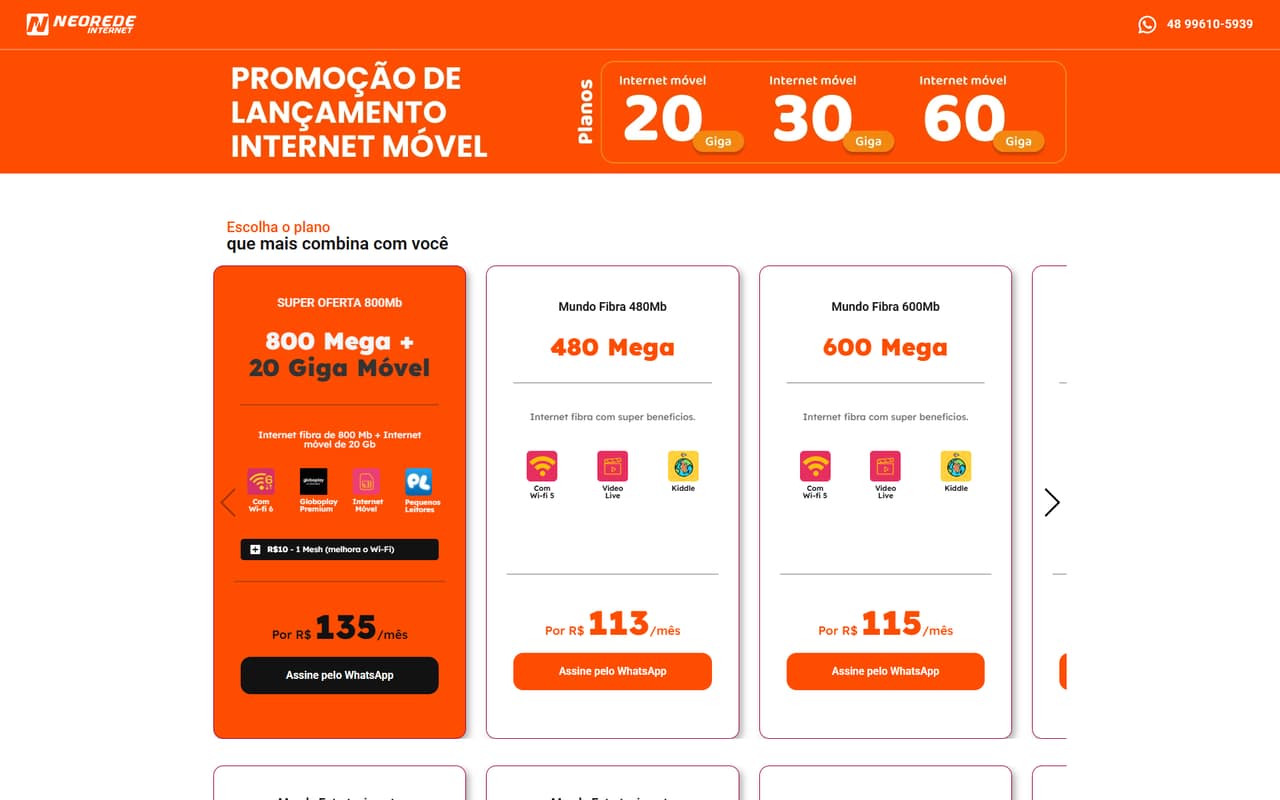 NEOREDE
INTERNET
48 99610-5939
PROMOÇÃO DE
LANÇAMENTO
INTERNET MÓVEL
Planos
Internet móvel
20
Giga
Internet móvel
30
Giga
Internet móvel
60
Giga
Escolha o plano
que mais combina com você
SUPER OFERTA 800Mb
800 Mega +
20 Giga Móvel
Internet fibra de 800 Mb + Internet
móvel de 20 Gb
Com
Wi-fi 6
Globoplay
Premium
Internet
Móvel
Pequenos
Leitores
R$10 - 1 Mesh (melhora o Wi-Fi)
Por R$ 135/mês
Assine pelo WhatsApp
Mundo Fibra 480Mb
480 Mega
Internet fibra com super benefícios.
Com
Wi-fi 5
Video
Live
Kiddle
Por R$ 113/mês
Assine pelo WhatsApp
Mundo Fibra 600Mb
600 Mega
Internet fibra com super benefícios.
Com
Wi-fi 5
Video
Live
Kiddle
Por R$ 115/mês
Assine pelo WhatsApp